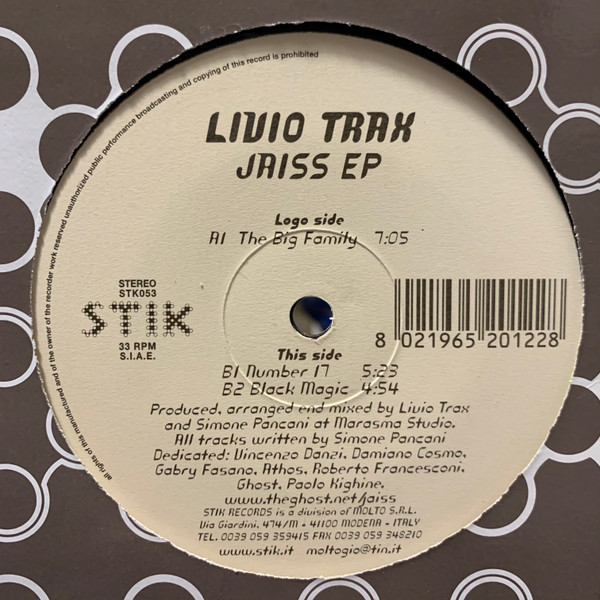 all rights of this manufactured and of the owner of the recorder work reserved unauthorized public performance broadcasting and copying of this record is prohibited
LIVIO TRAX
JAISS EP
Logo side
A1 The Big Family 7:05
STEREO
STK053
STIK
33 RPM
S.I.A.E.
8 021965 201228
This side
B1 Number 17 5:23
B2 Black Magic 4:54
Produced, arranged end mixed by Livio Trax
and Simone Pancani at Marasma Studio.
All tracks written by Simone Pancani
Dedicated: Vincenzo Danzi, Damiano Cosmo,
Gabry Fasano, Athos, Roberto Francesconi,
Ghost, Paolo Kighine.
www.theghost.net/jaiss
STIK RECORDS is a division of MOLTO S.R.L.
Via Giardini, 474/M • 41100 MODENA - ITALY
TEL. 0039 059 359415 FAX 0039 059 348210
www.stik.it moltogio@tin.it